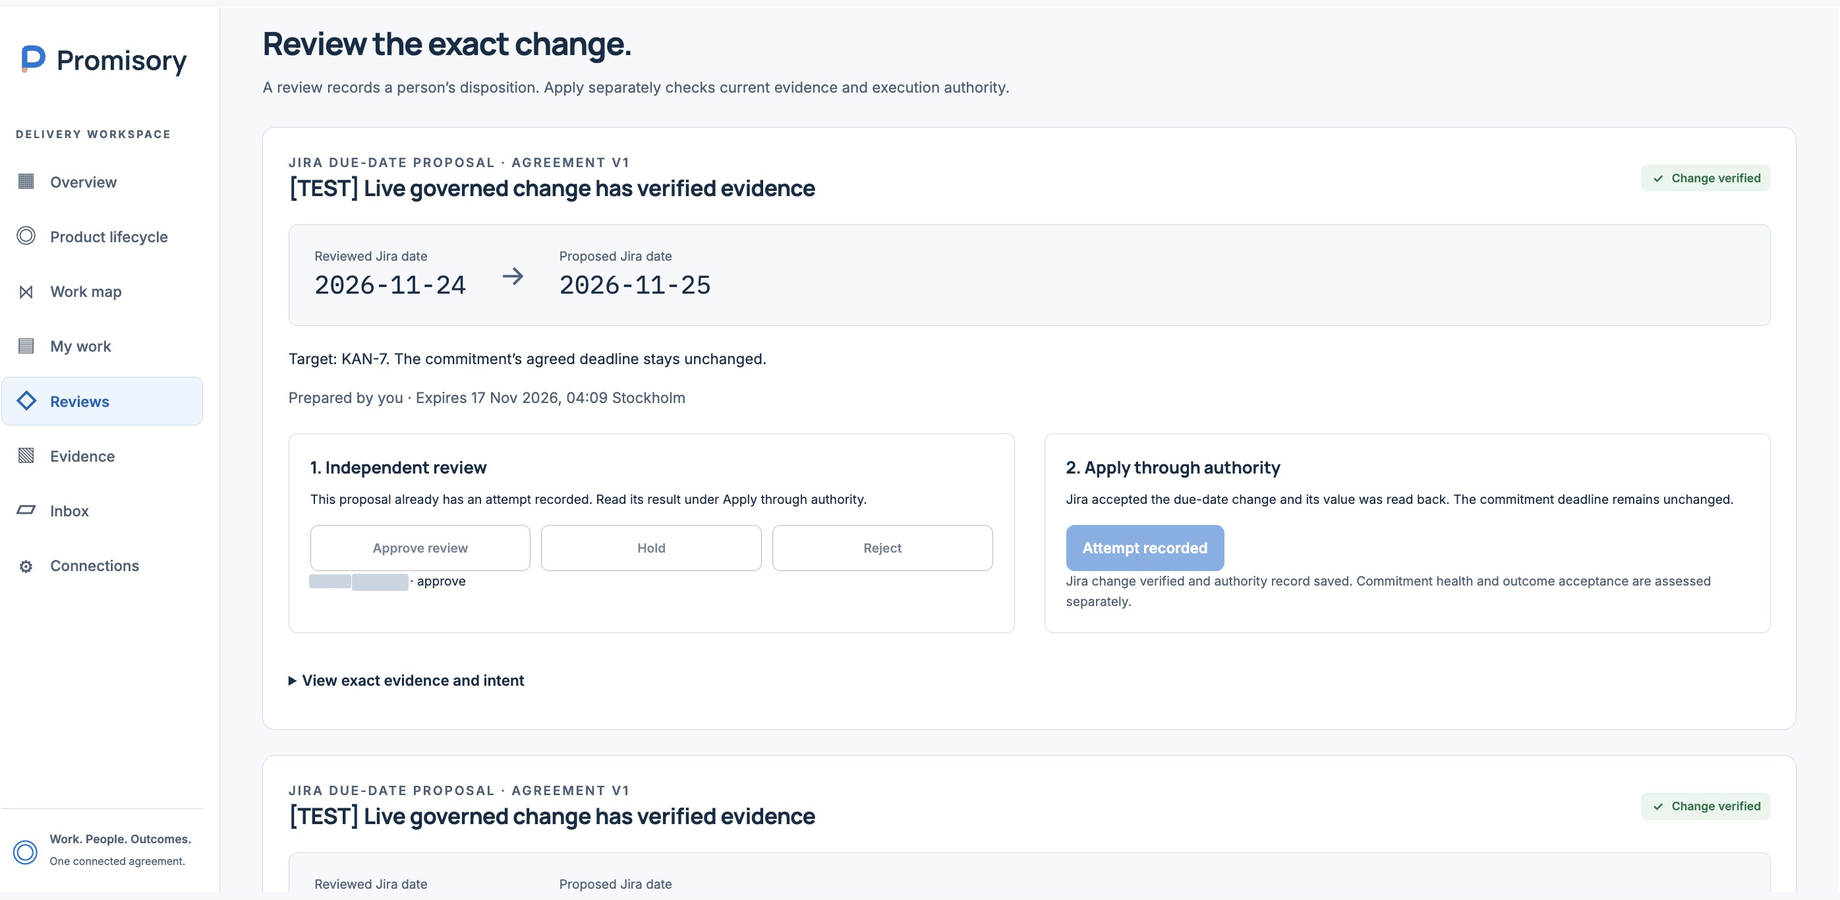 Promisory
DELIVERY WORKSPACE
Overview
Product lifecycle
Work map
My work
Reviews
Evidence
Inbox
Connections
Work. People. Outcomes.
One connected agreement.
Review the exact change.
A review records a person's disposition. Apply separately checks current evidence and execution authority.
JIRA DUE-DATE PROPOSAL · AGREEMENT V1
[TEST] Live governed change has verified evidence
✓ Change verified
Reviewed Jira date
2026-11-24
→
Proposed Jira date
2026-11-25
Target: KAN-7. The commitment's agreed deadline stays unchanged.
Prepared by you · Expires 17 Nov 2026, 04:09 Stockholm
1. Independent review
This proposal already has an attempt recorded. Read its result under Apply through authority.
Approve review
Hold
Reject
· approve
2. Apply through authority
Jira accepted the due-date change and its value was read back. The commitment deadline remains unchanged.
Attempt recorded
Jira change verified and authority record saved. Commitment health and outcome acceptance are assessed
separately.
▶ View exact evidence and intent
JIRA DUE-DATE PROPOSAL · AGREEMENT V1
[TEST] Live governed change has verified evidence
✓ Change verified
Reviewed Jira date
Proposed Jira date